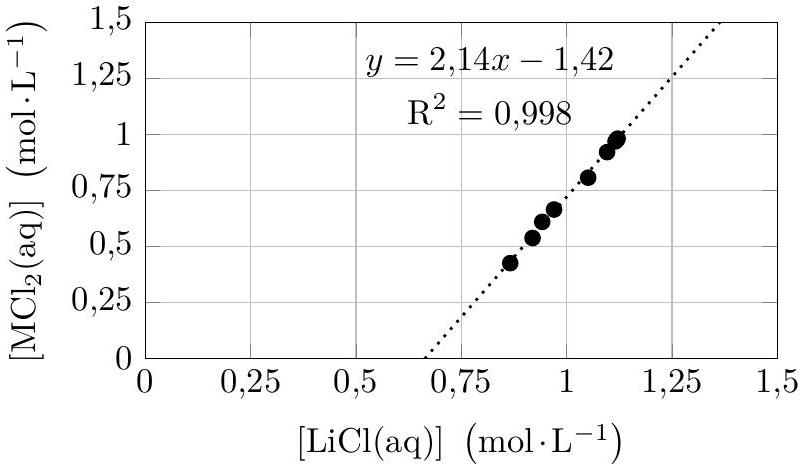 1,5
1,25
1
0,75
0,5
0,25
0
[MCl₂(aq)] (mol·L⁻¹)
y = 2,14x − 1,42
R² = 0,998
0 0,25 0,5 0,75 1 1,25 1,5
[LiCl(aq)] (mol·L⁻¹)